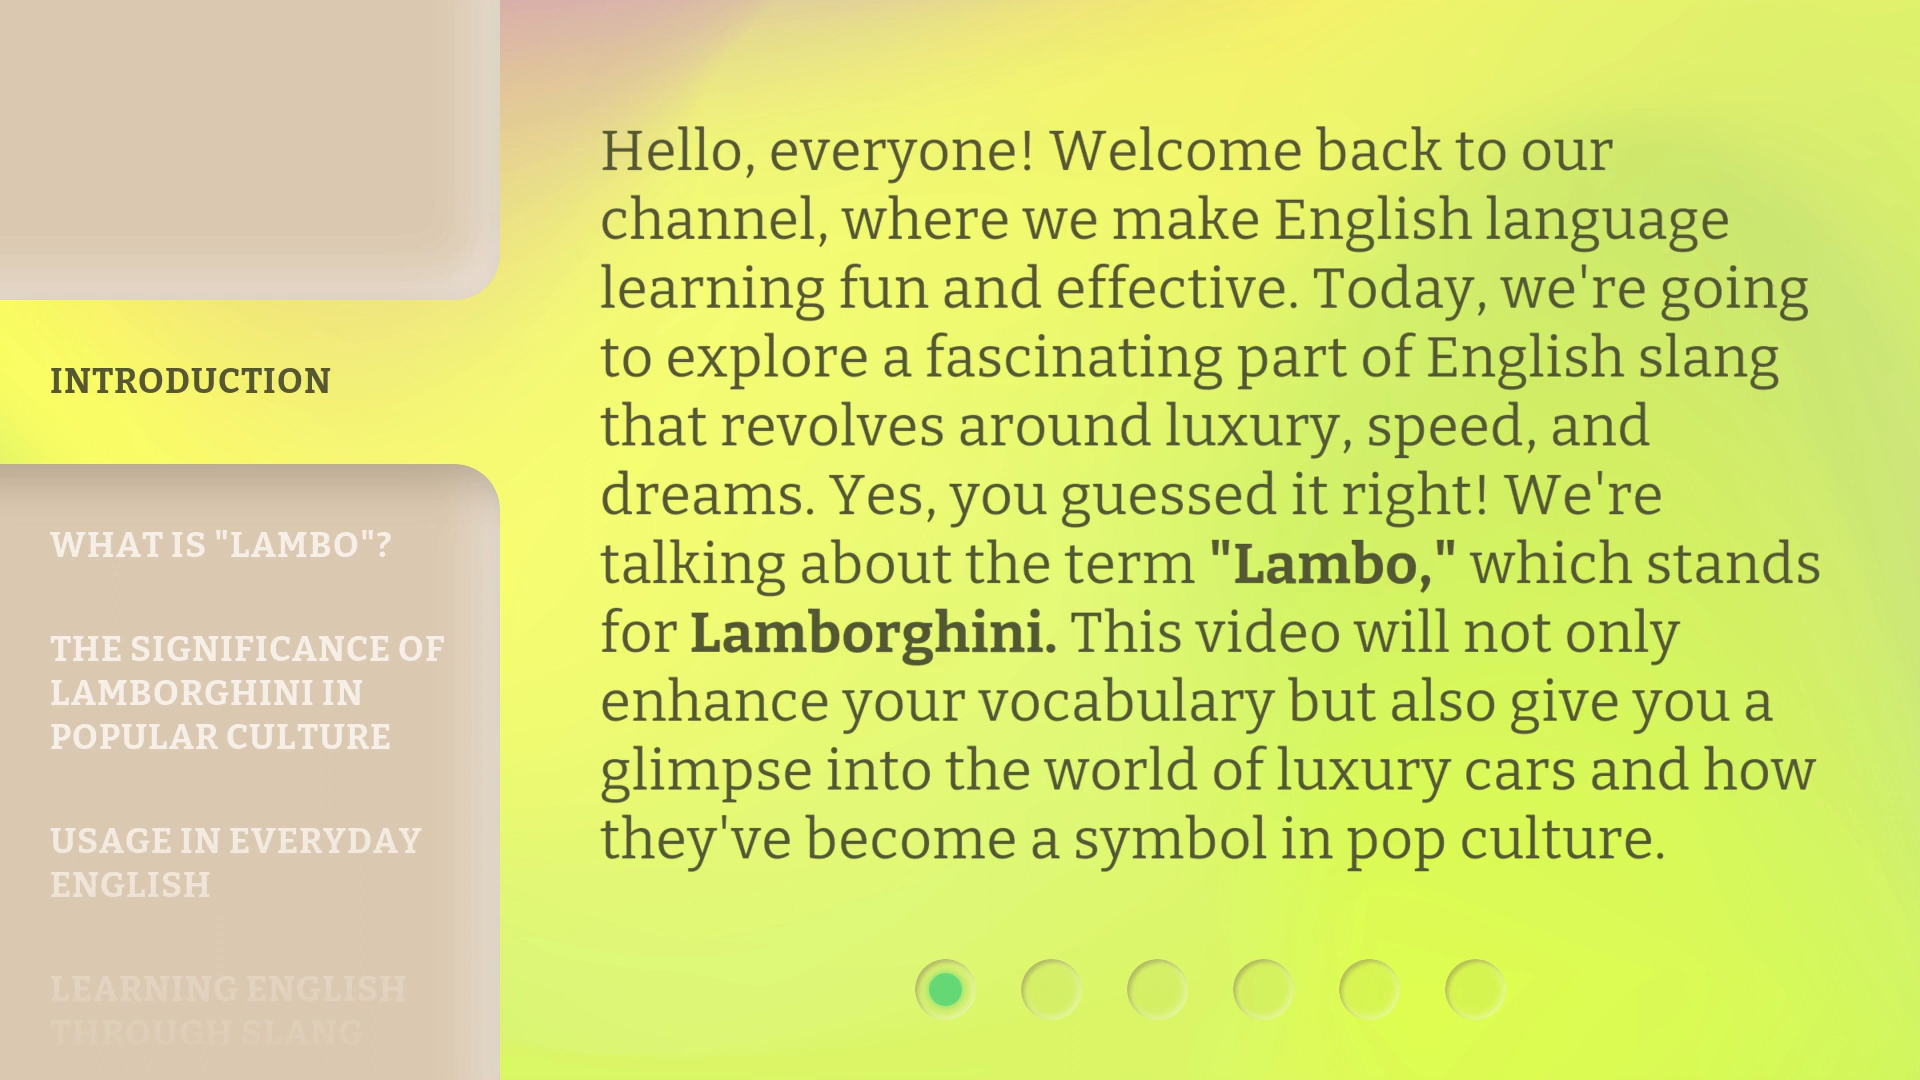 INTRODUCTION
WHAT IS "LAMBO"?
THE SIGNIFICANCE OF
LAMBORGHINI IN
POPULAR CULTURE
USAGE IN EVERYDAY
ENGLISH
LEARNING ENGLISH
THROUGH SLANG
Hello, everyone! Welcome back to our
channel, where we make English language
learning fun and effective. Today, we're going
to explore a fascinating part of English slang
that revolves around luxury, speed, and
dreams. Yes, you guessed it right! We're
talking about the term "Lambo," which stands
for Lamborghini. This video will not only
enhance your vocabulary but also give you a
glimpse into the world of luxury cars and how
they've become a symbol in pop culture.